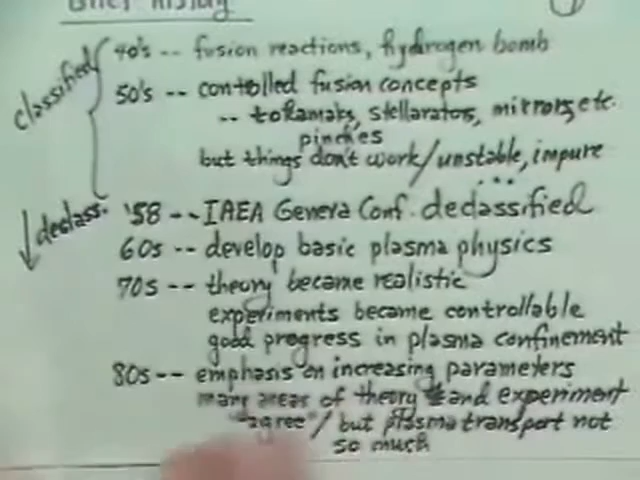 Brief History
1
classified
40's -- fusion reactions, hydrogen bomb
50's -- controlled fusion concepts
-- tokamaks, stellarators, mirrors, etc.
pinches
but things don't work/unstable, impure
...
declass. '58 -- IAEA Geneva Conf. declassified
60s -- develop basic plasma physics
70s -- theory became realistic
experiments became controllable
good progress in plasma confinement
80s -- emphasis on increasing parameters
many areas of theory and experiment
"agree"/ but plasma transport not
so much